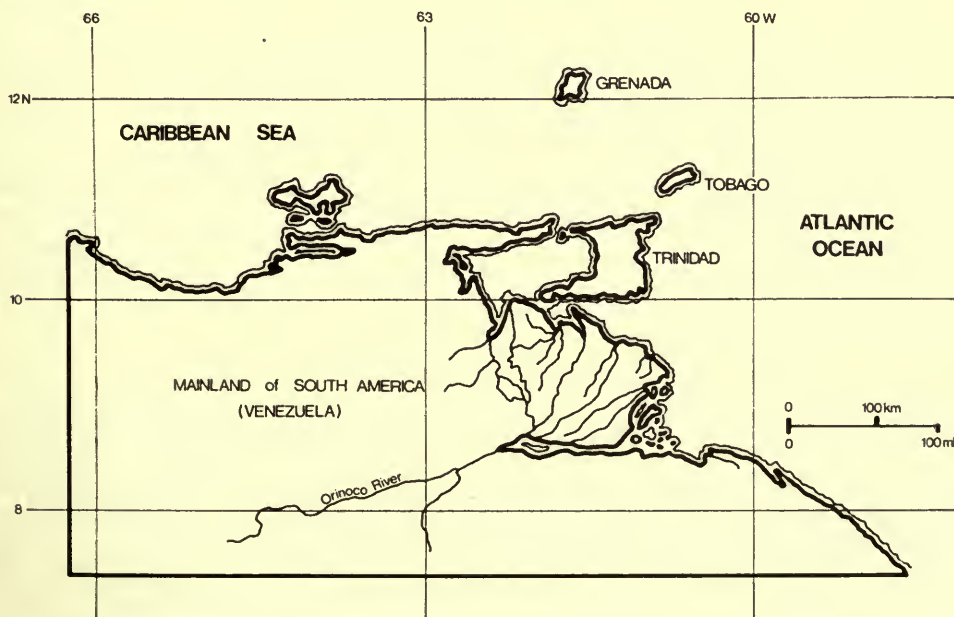 66 63 60 W
GRENADA
12 N
CARIBBEAN SEA
TOBAGO
ATLANTIC
OCEAN
TRINIDAD
10
MAINLAND of SOUTH AMERICA
(VENEZUELA)
0 100 km
0 100 mi
Orinoco River
8